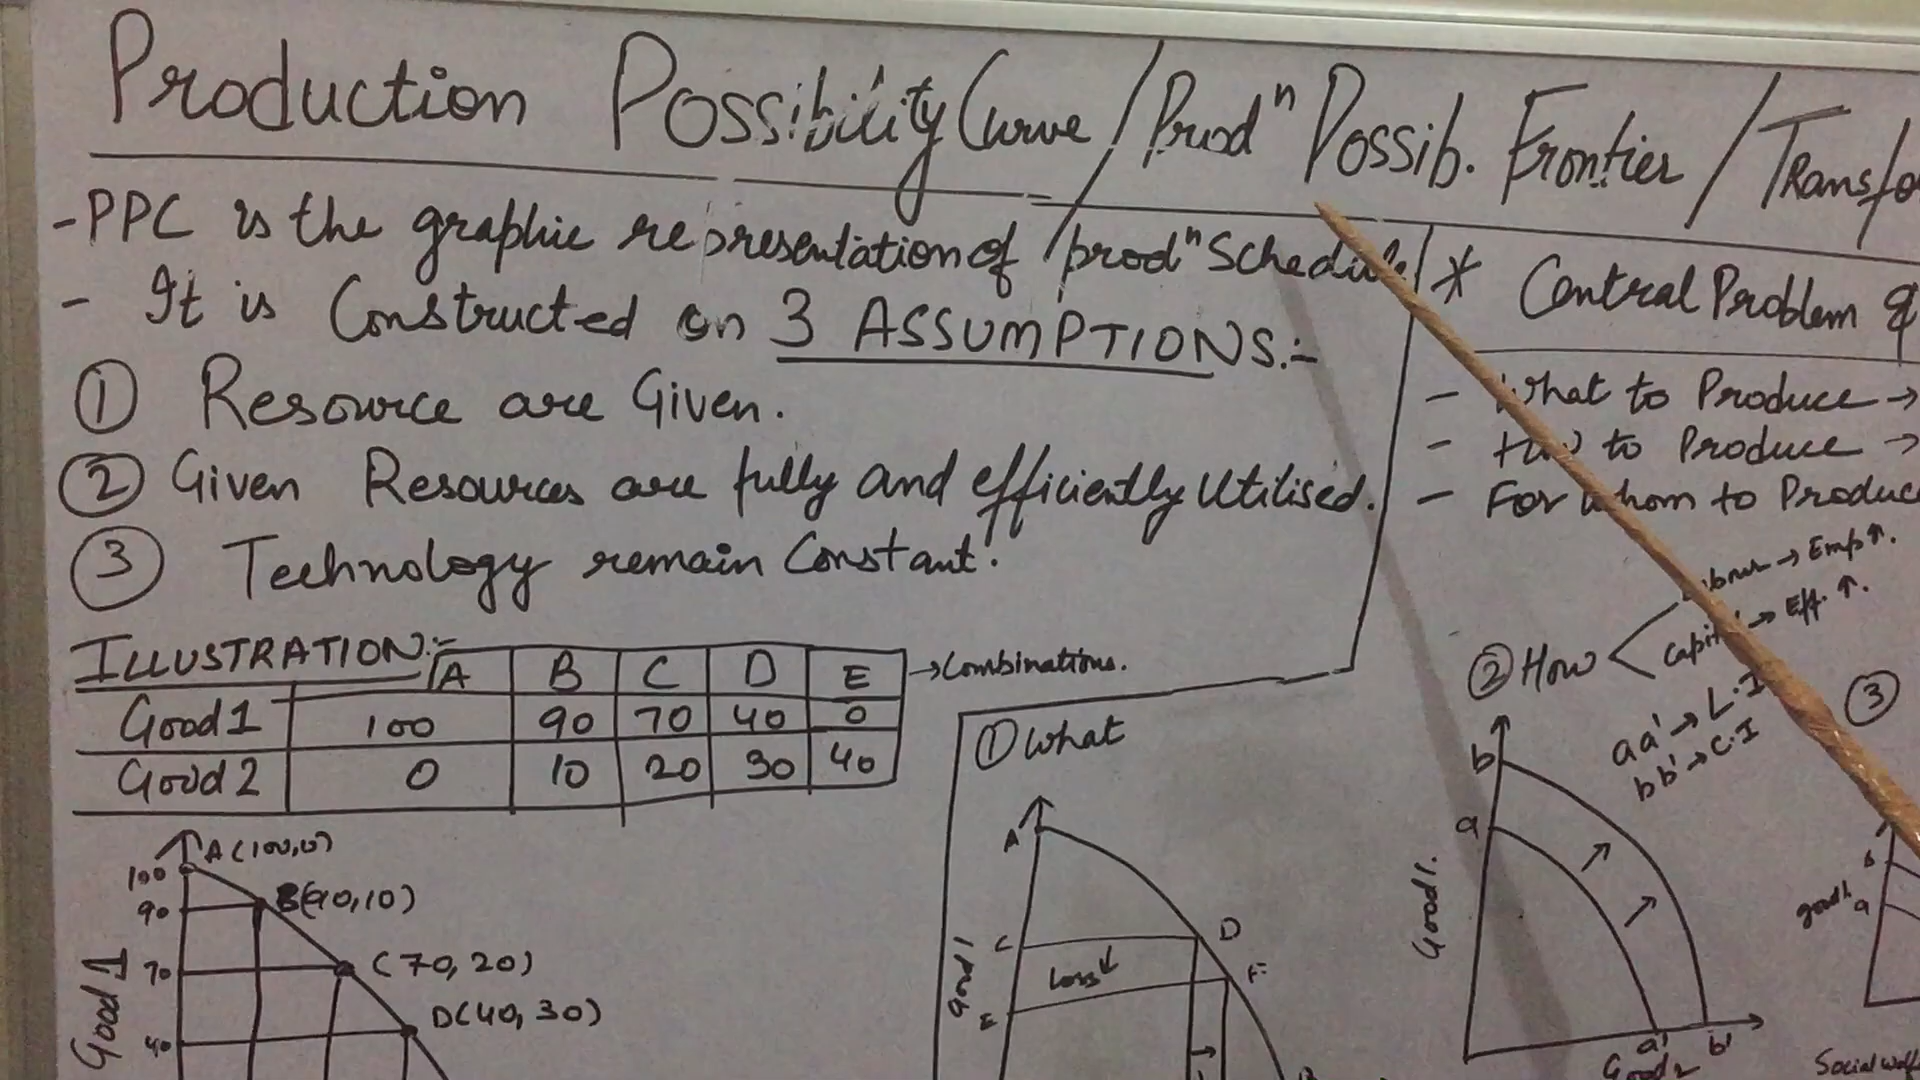 Production Possibility Curve / Prodⁿ Possib. Frontier / Transfo
- PPC is the graphic representation of prodⁿ Schedule
- It is Constructed on 3 ASSUMPTIONS:-
① Resource are Given.
② Given Resources are fully and efficiently Utilised.
③ Technology remain Constant.
ILLUSTRATION:-
A B C D E → Combinations.
Good 1 100 90 70 40 0
Good 2 0 10 20 30 40
A (100,0)
100
90
B(90,10)
70
C(70,20)
D(40,30)
40
Good 1
* Central Problem &
- What to Produce →
- How to Produce →
- For Whom to Produce
① What
A
C
D
Loss
E
F
Good 1
② How
→ Emp ↑.
→ Eff. ↑.
aa' → L.I
bb' → C.I
b
a
Good 1.
a'
b'
Good 2
③
b
a
good 1
Social